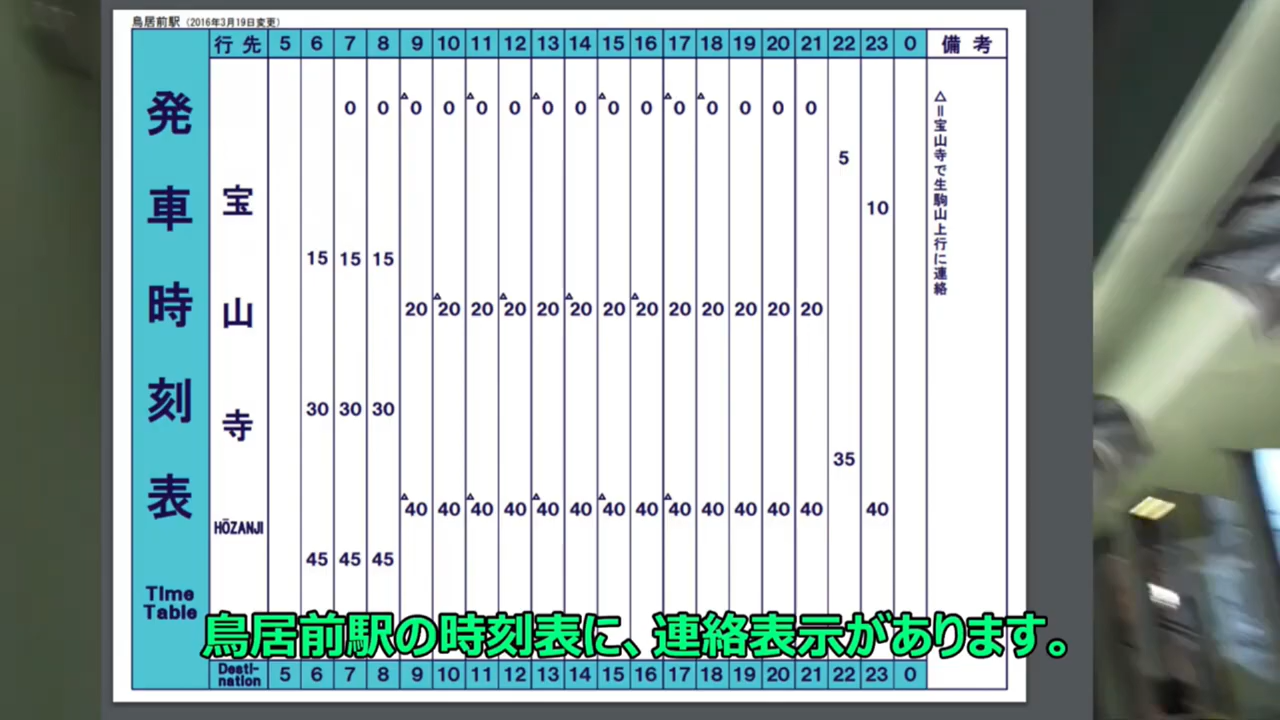 鳥居前駅（2016年3月19日変更）
行先 5 6 7 8 9 10 11 12 13 14 15 16 17 18 19 20 21 22 23 0 備考
発車時刻表
Time
Table
宝山寺
HŌZANJI
0 0 △0 0 △0 0 △0 0 △0 0 △0 △0 0 0 0
5
10
15 15 15
20 △20 20 △20 20 △20 20 △20 20 20 20 20 20
30 30 30
35
△40 40 △40 40 △40 40 △40 40 △40 40 40 40 40 40
45 45 45
△＝宝山寺で生駒山上行に連絡
鳥居前駅の時刻表に、連絡表示があります。
Desti-
nation 5 6 7 8 9 10 11 12 13 14 15 16 17 18 19 20 21 22 23 0